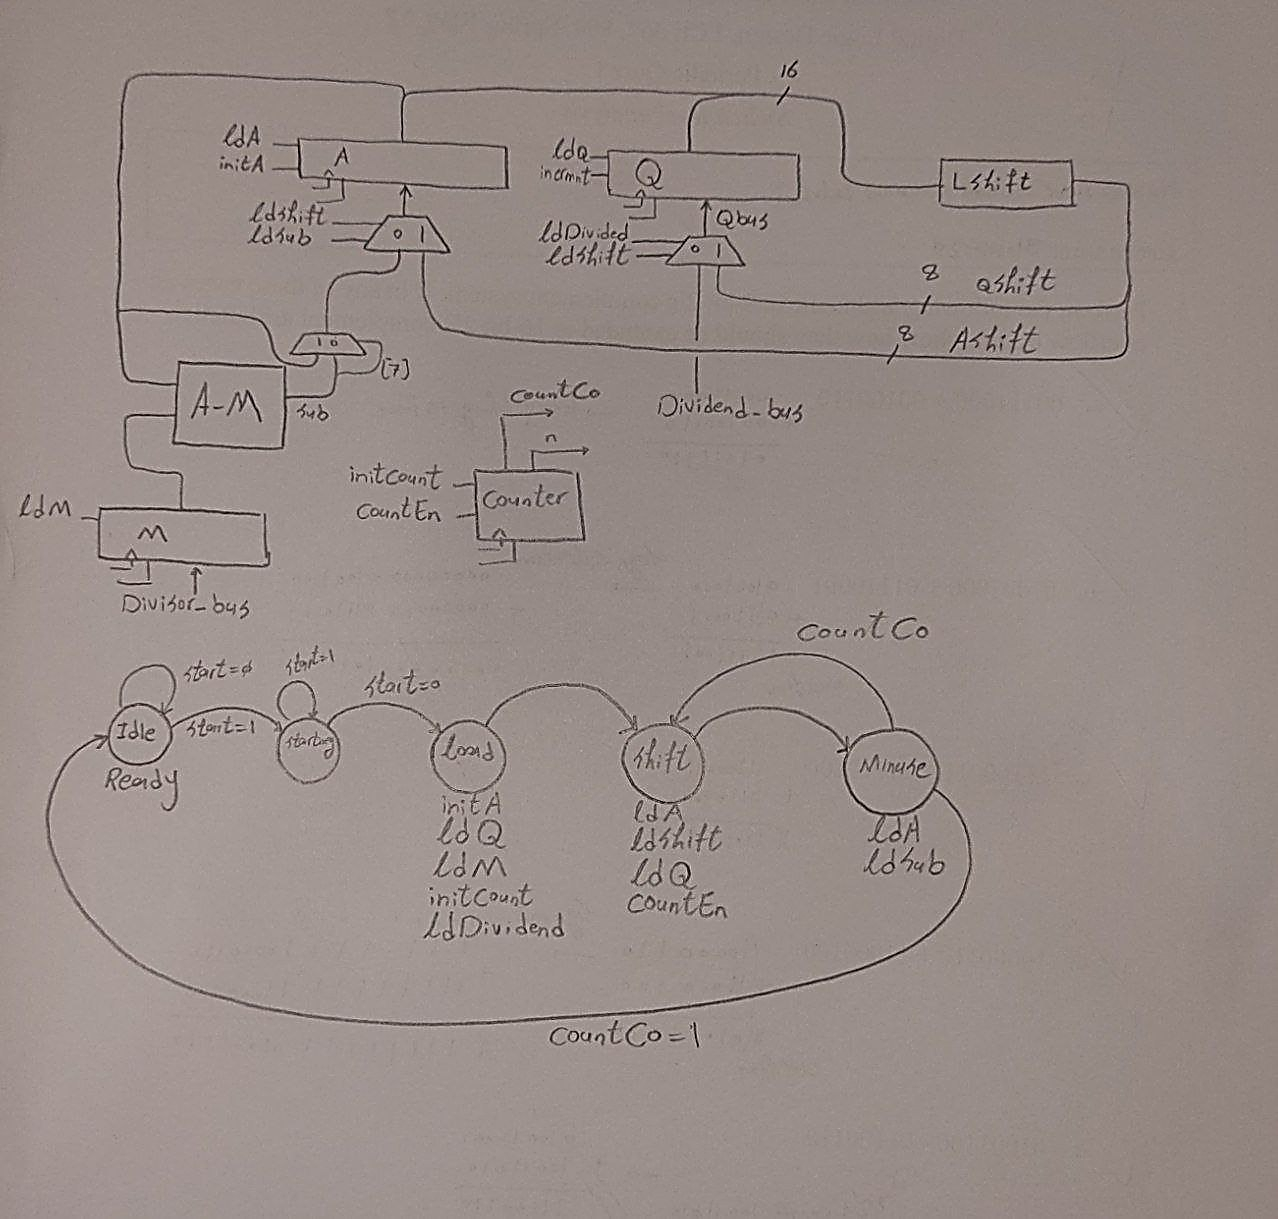 16
ldA
initA
A
ldQ
incrmnt
Q
Lshift
ldshift
ldsub
0 1
ldDivided
ldshift
0 1
Qbus
8 Qshift
8 Ashift
1 0
[7]
A-M
sub
countCo
n
Dividend_bus
initcount
countEn
Counter
ldM
M
Divisor_bus
CountCo
start=ϕ
start=1
start=0
Idle
start=1
starting
load
shift
Minuse
Ready
initA
ldQ
ldM
initCount
ldDividend
ldA
ldshift
ldQ
countEn
ldA
ldsub
countCo=1